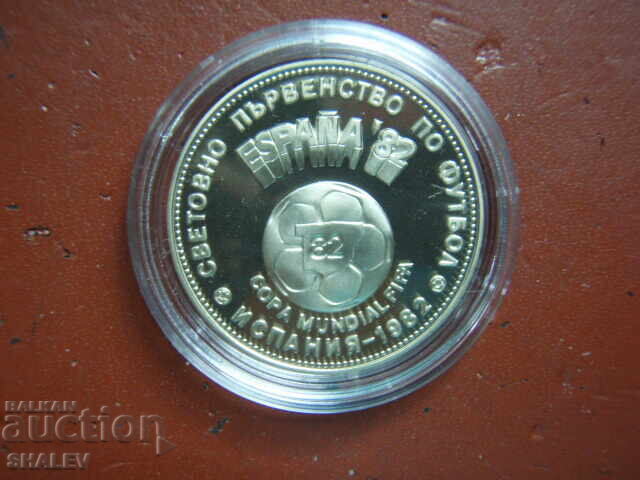 СВЕТОВНО ПЪРВЕНСТВО ПО ФУТБОЛ
ESPAÑA '82
82
COPA MUNDIAL FIFA
ИСПАНИЯ-1982
BALKAN
auction
SHALEV